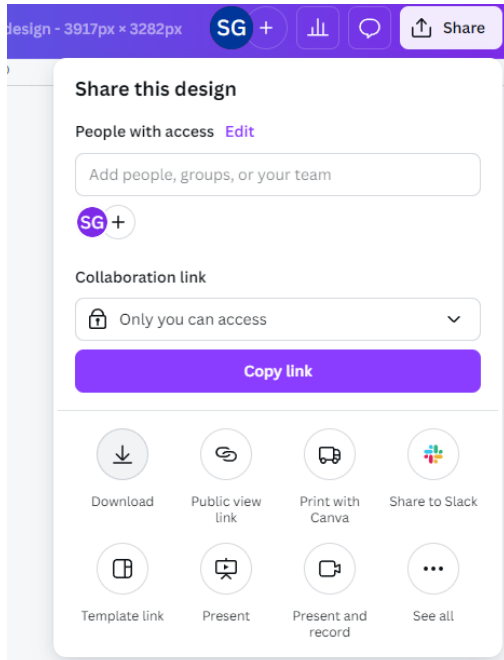 design - 3917px × 3282px
SG
Share
Share this design
People with access Edit
Add people, groups, or your team
SG
Collaboration link
Only you can access
Copy link
Download
Public view
link
Print with
Canva
Share to Slack
Template link
Present
Present and
record
See all